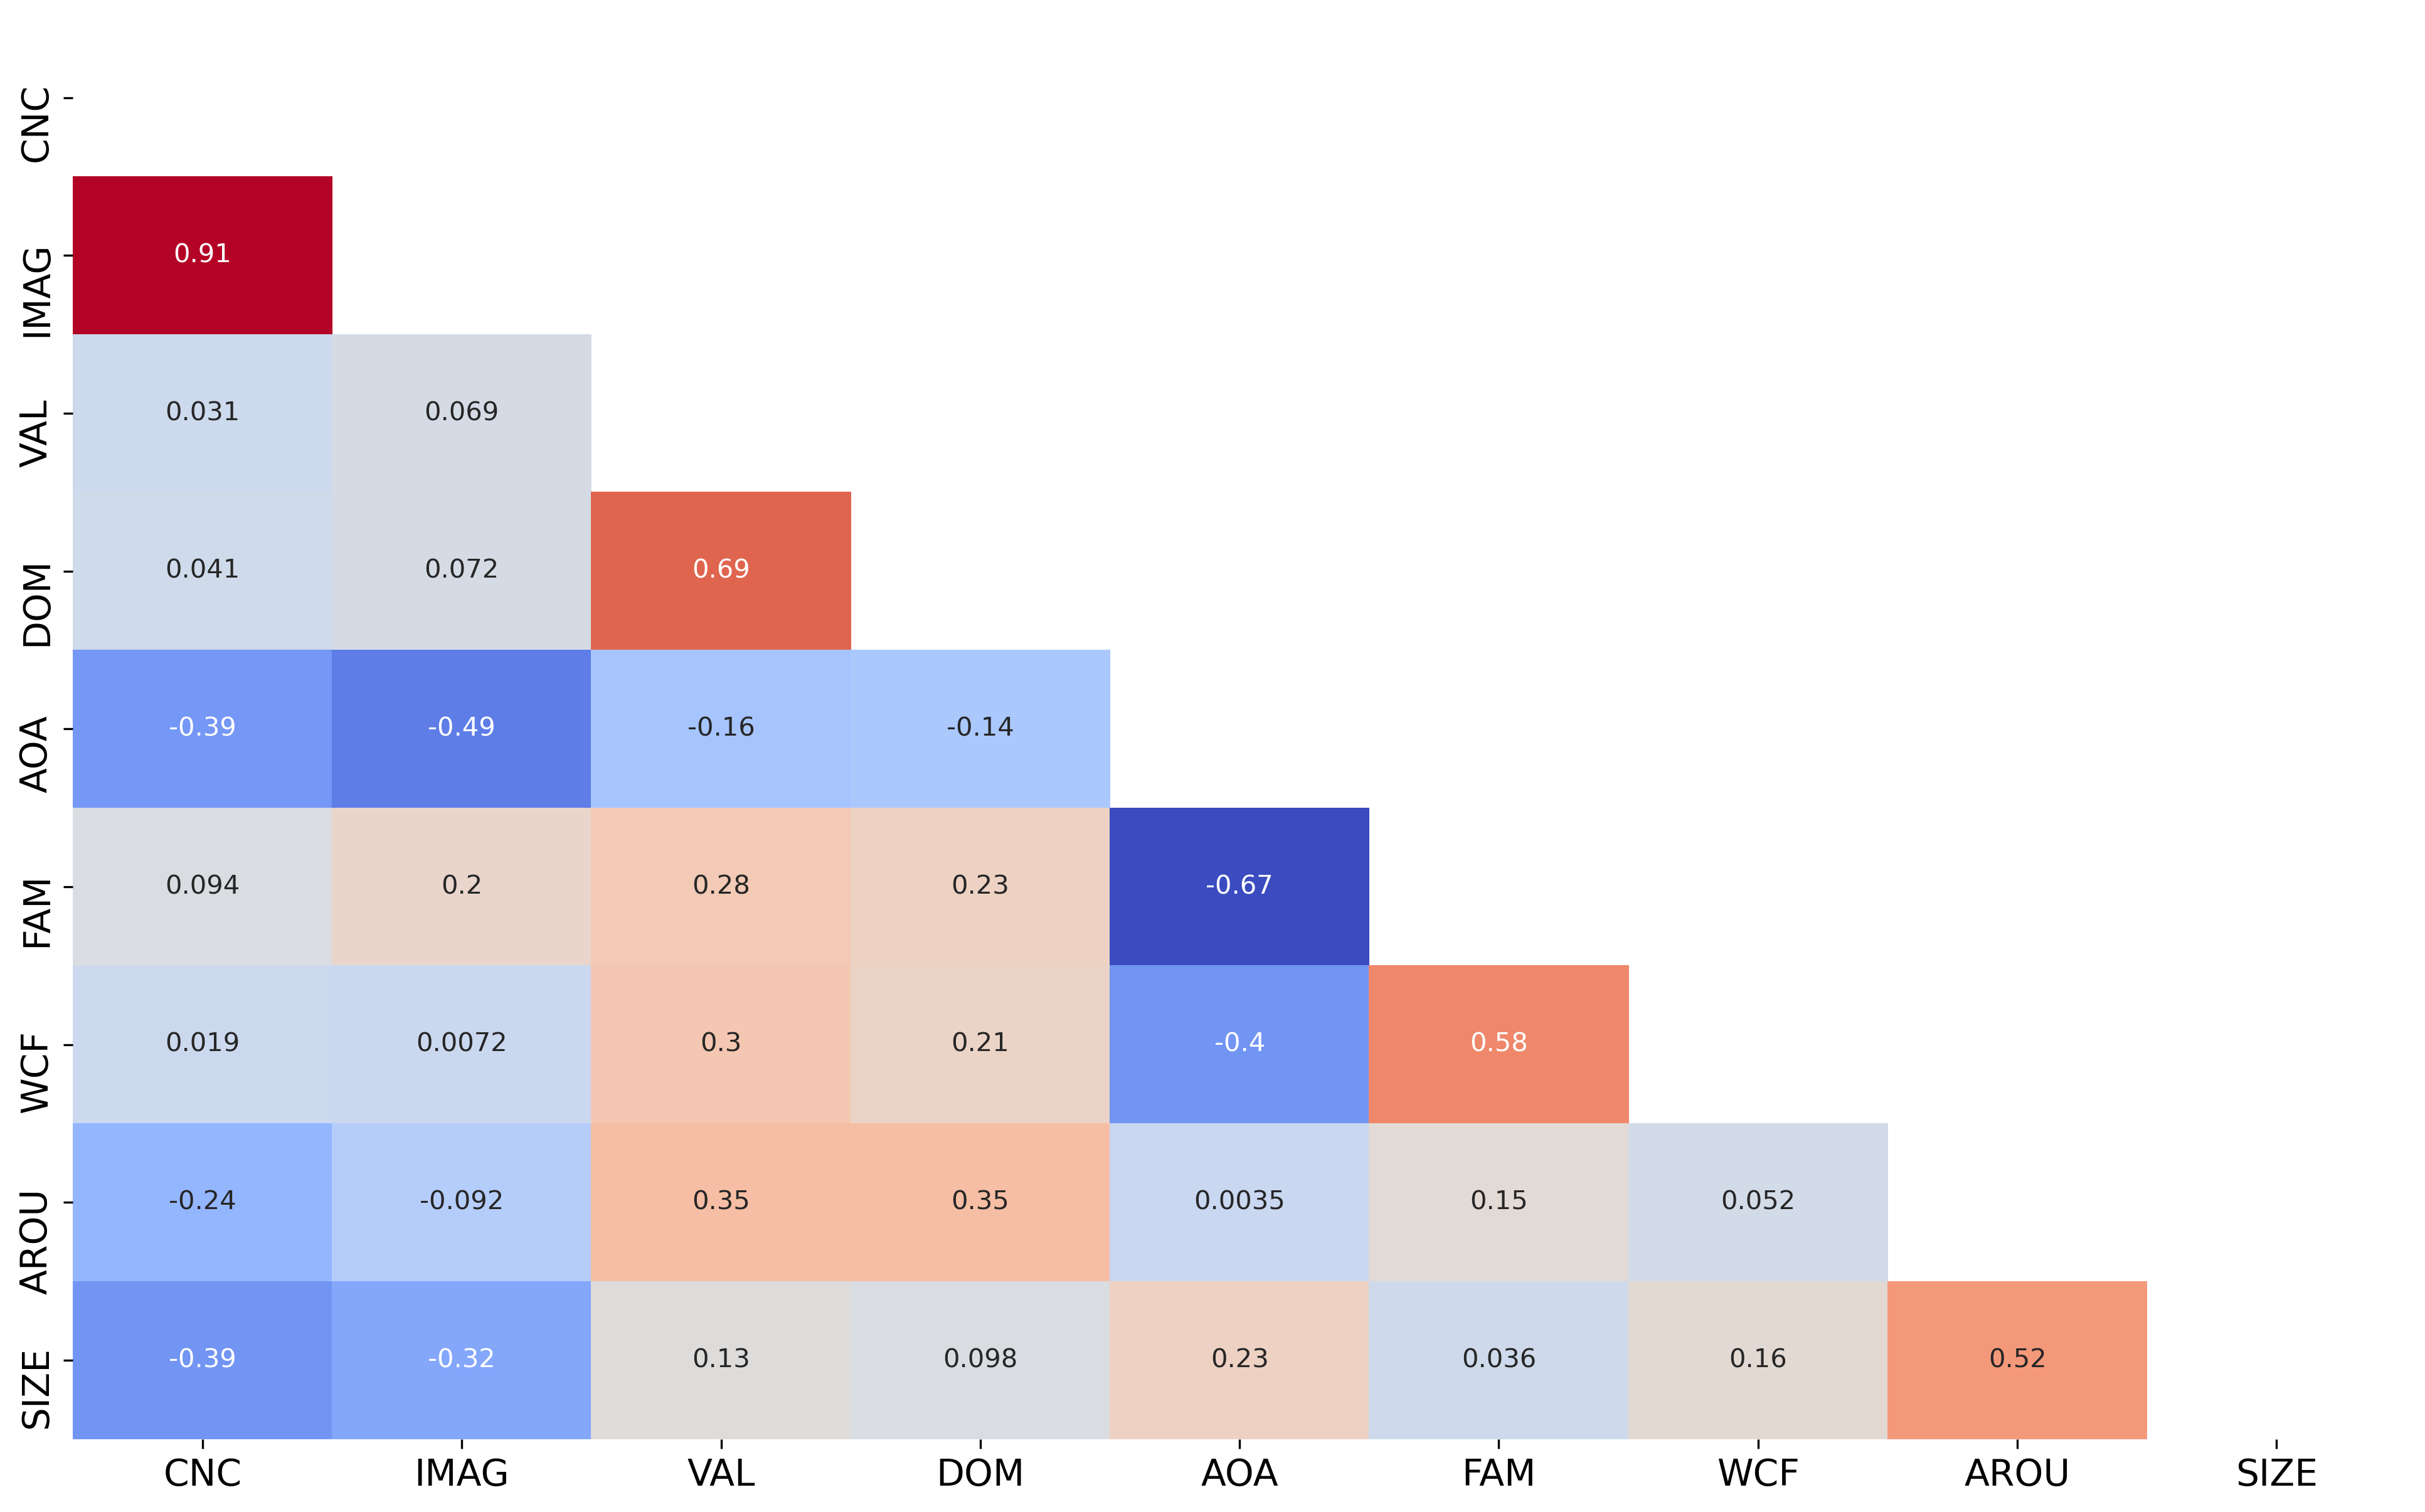 CNC
IMAG 0.91
VAL 0.031 0.069
DOM 0.041 0.072 0.69
AOA -0.39 -0.49 -0.16 -0.14
FAM 0.094 0.2 0.28 0.23 -0.67
WCF 0.019 0.0072 0.3 0.21 -0.4 0.58
AROU -0.24 -0.092 0.35 0.35 0.0035 0.15 0.052
SIZE -0.39 -0.32 0.13 0.098 0.23 0.036 0.16 0.52
CNC IMAG VAL DOM AOA FAM WCF AROU SIZE